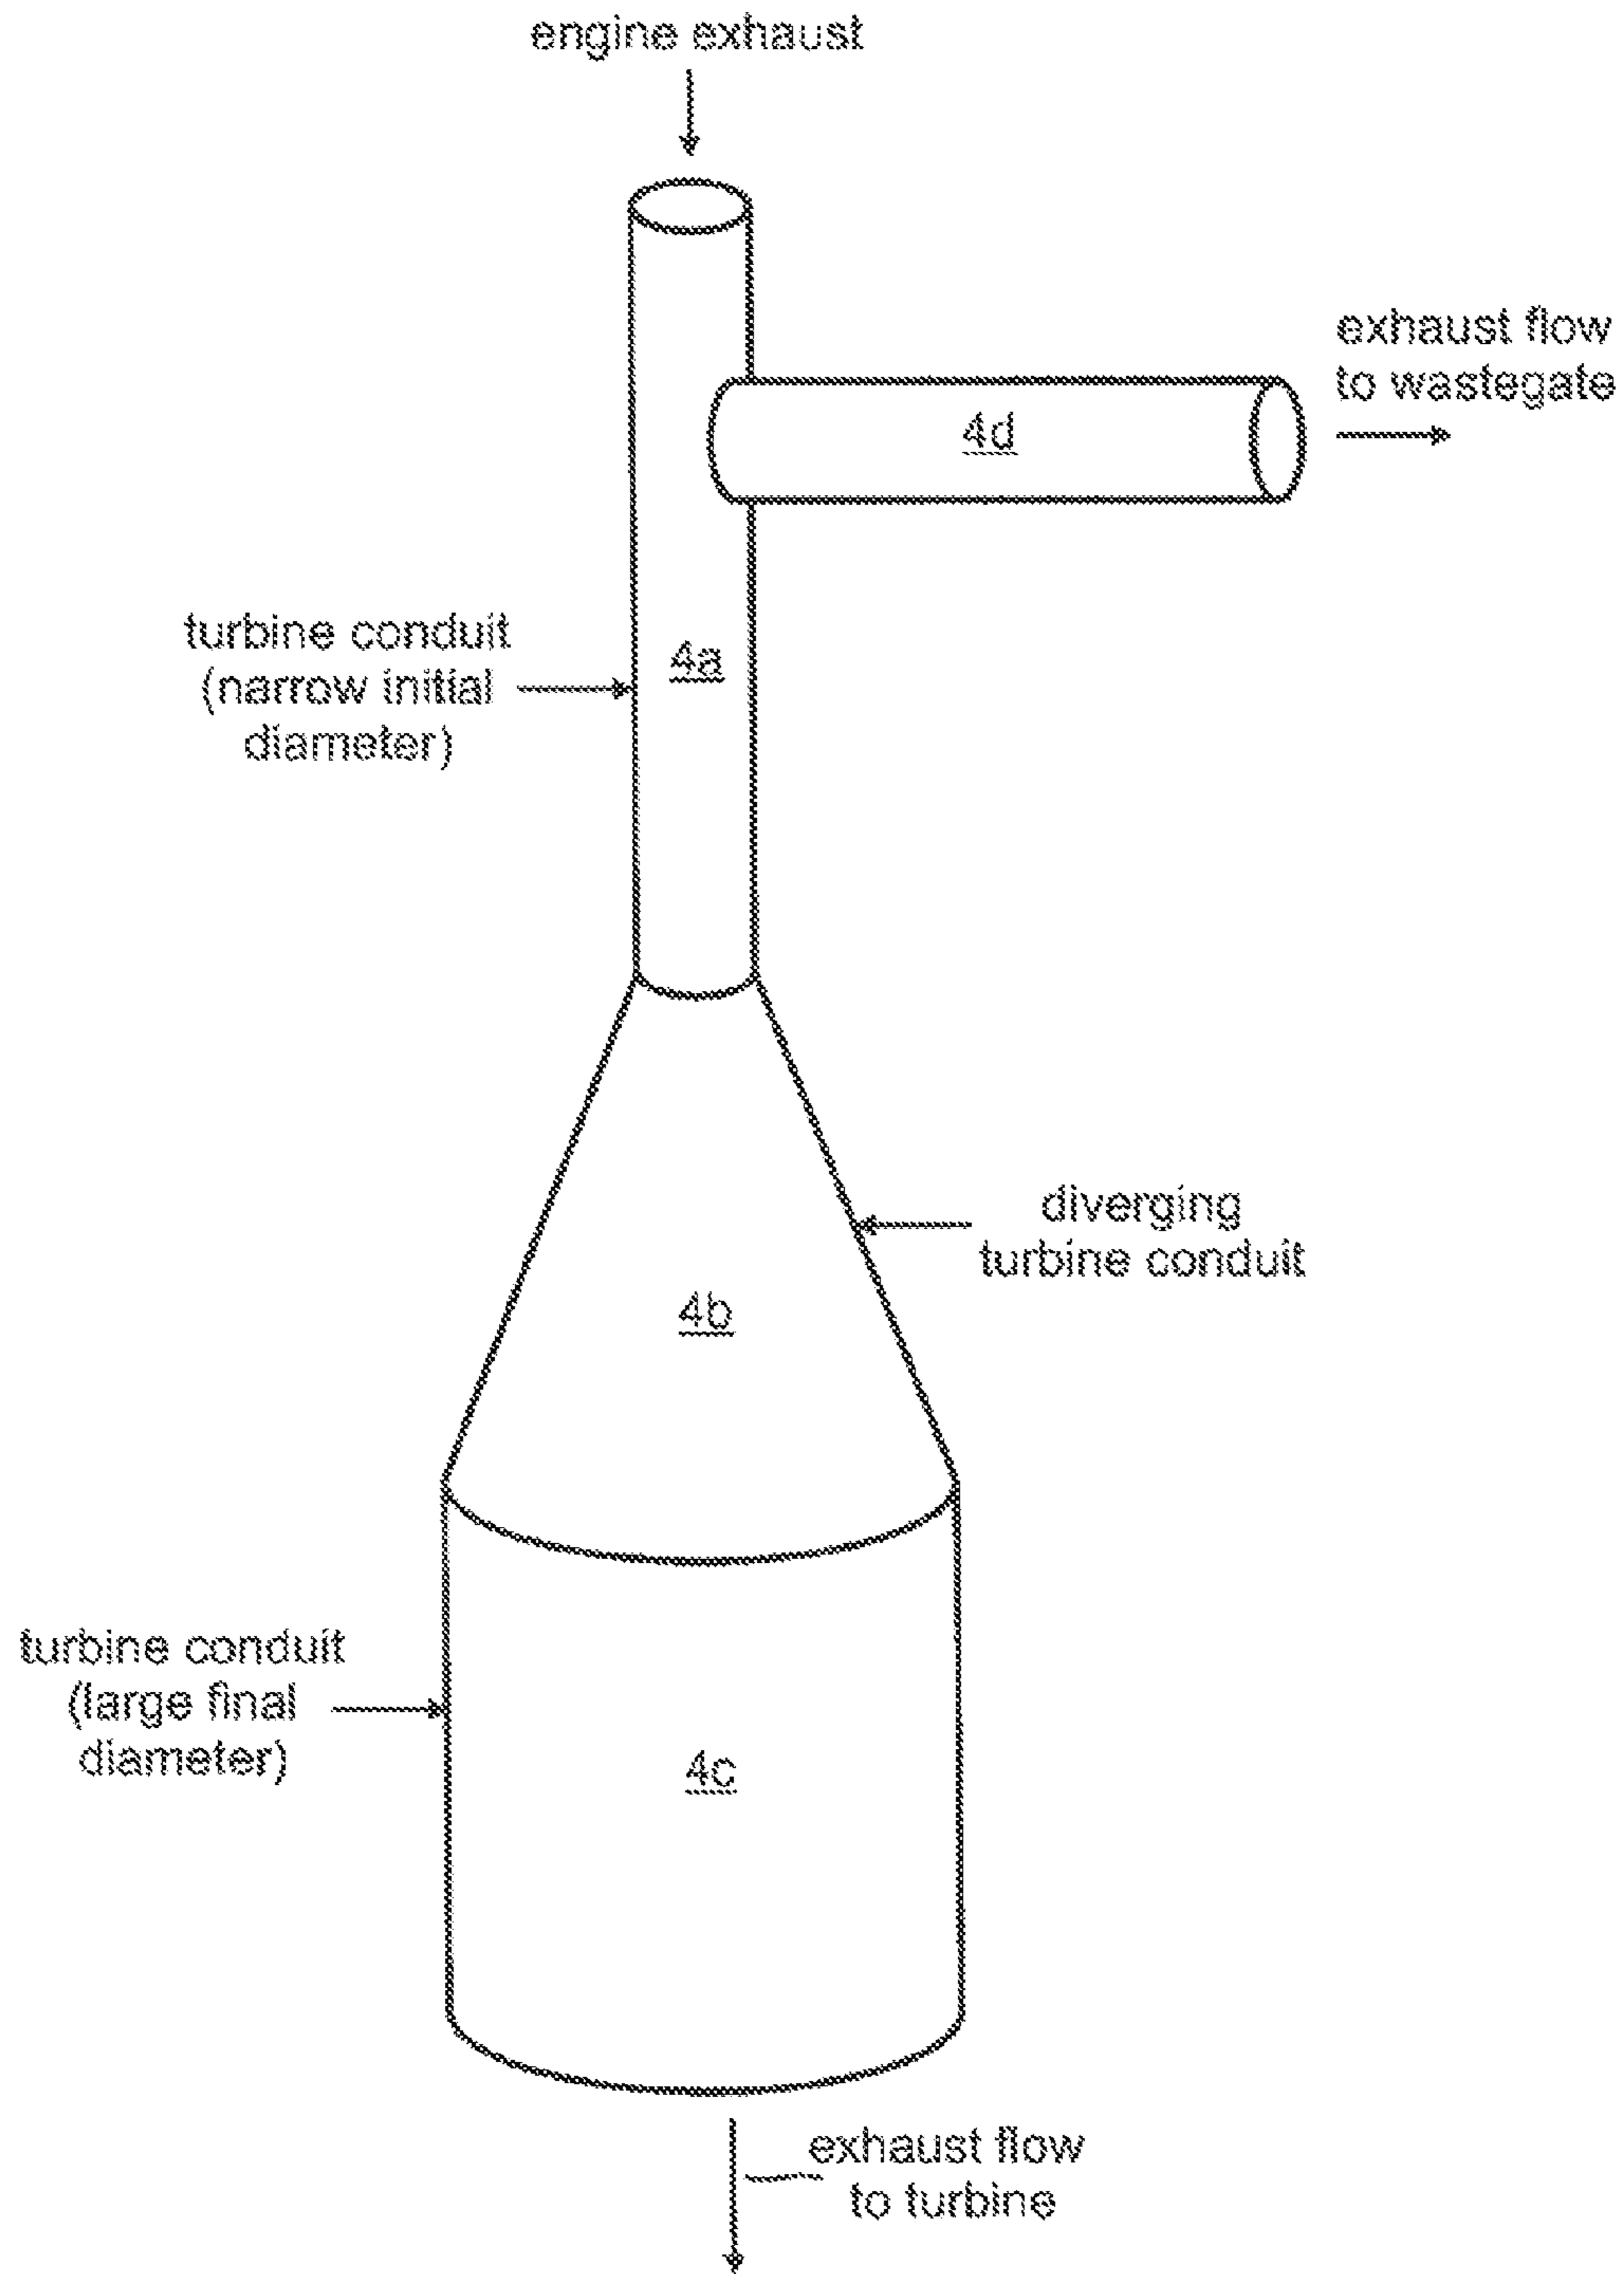 engine exhaust
exhaust flow
to wastegate
4d
turbine conduit
(narrow initial
diameter)
4a
diverging
turbine conduit
4b
turbine conduit
(large final
diameter)
4c
exhaust flow
to turbine